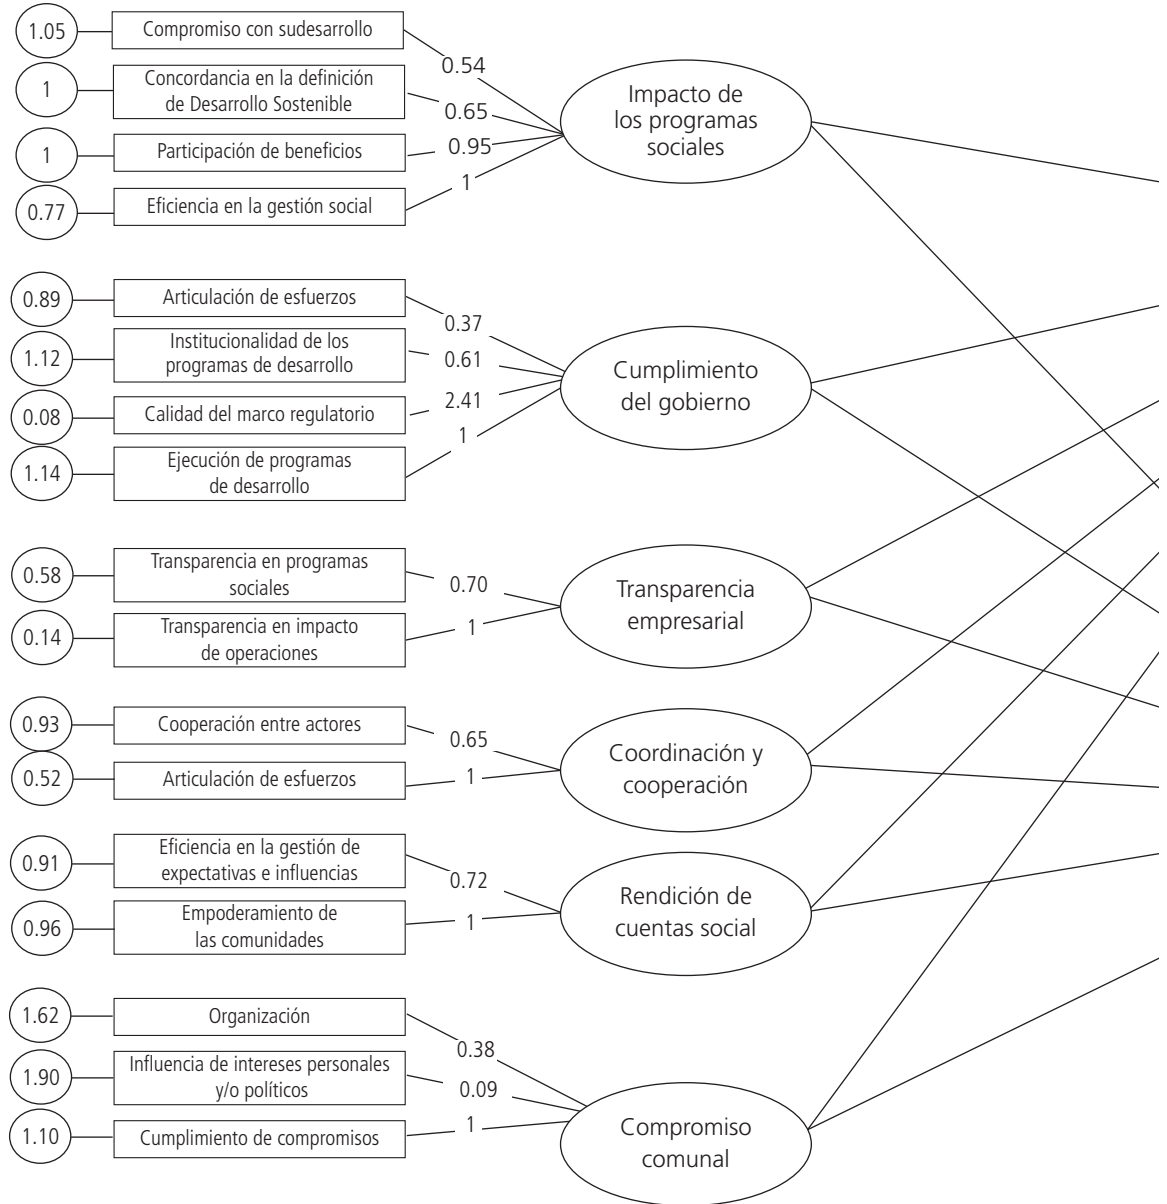 1.05
Compromiso con sudesarrollo
0.54
1
Concordancia en la definición
de Desarrollo Sostenible
0.65
1
Participación de beneficios
0.95
0.77
Eficiencia en la gestión social
1
Impacto de
los programas
sociales
0.89
Articulación de esfuerzos
0.37
1.12
Institucionalidad de los
programas de desarrollo
0.61
0.08
Calidad del marco regulatorio
2.41
1.14
Ejecución de programas
de desarrollo
1
Cumplimiento
del gobierno
0.58
Transparencia en programas
sociales
0.70
0.14
Transparencia en impacto
de operaciones
1
Transparencia
empresarial
0.93
Cooperación entre actores
0.65
0.52
Articulación de esfuerzos
1
Coordinación y
cooperación
0.91
Eficiencia en la gestión de
expectativas e influencias
0.72
0.96
Empoderamiento de
las comunidades
1
Rendición de
cuentas social
1.62
Organización
0.38
1.90
Influencia de intereses personales
y/o políticos
0.09
1.10
Cumplimiento de compromisos
1
Compromiso
comunal